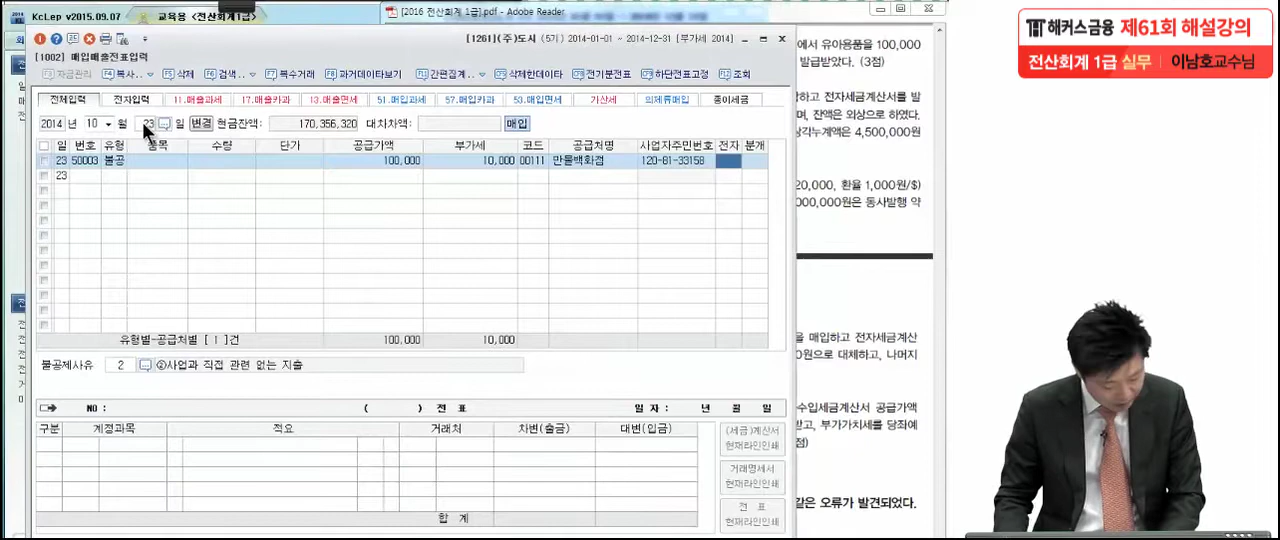 KcLep v2015.09.07
교육용 <전산회계1급>
[2016 전산회계 1급].pdf - Adobe Reader
[1261] (주)도시 (5기) 2014-01-01 ~ 2014-12-31 [부가세 2014]
[1002] 매입매출전표입력
F3 자금관리 F4 복사.. F5 삭제 F6 검색.. F7 복수거래 F8 과거데이타보기 간편집계.. 삭제한데이타 전기분전표 하단전표고정 조회
전체입력 전자입력 11.매출과세 17.매출카과 13.매출면세 51.매입과세 57.매입카과 53.매입면세 가산세 의제류매입 종이세금
2014 년 10 월 23 일 변경 현금잔액: 170,356,320 대차차액: 매입
일 번호 유형 품목 수량 단가 공급가액 부가세 코드 공급처명 사업자주민번호 전자 분개
23 50003 불공 100,000 10,000 00111 만물백화점 120-81-33158
23
유형별-공급처별 [ 1 ]건 100,000 10,000
불공제사유 2 ②사업과 직접 관련 없는 지출
NO : ( ) 전 표 일 자 : 년 월 일
구분 계정과목 적요 거래처 차변(출금) 대변(입금)
합 계
(세금)계산서
현재라인인쇄
거래명세서
현재라인인쇄
전 표
현재라인인쇄
에서 유아용품을 100,000
발급받았다. (3점)
하고 전자세금계산서를 발
며, 잔액은 외상으로 하였다.
상각누계액은 4,500,000원
20,000, 환율 1,000원/$)
000,000원은 동사발행 약
을 매입하고 전자세금계산
0원으로 대체하고, 나머지
수입세금계산서 공급가액
받고, 부가가치세를 당좌예
점)
같은 오류가 발견되었다.
해커스금융 제61회 해설강의
전산회계 1급 실무 이남호교수님